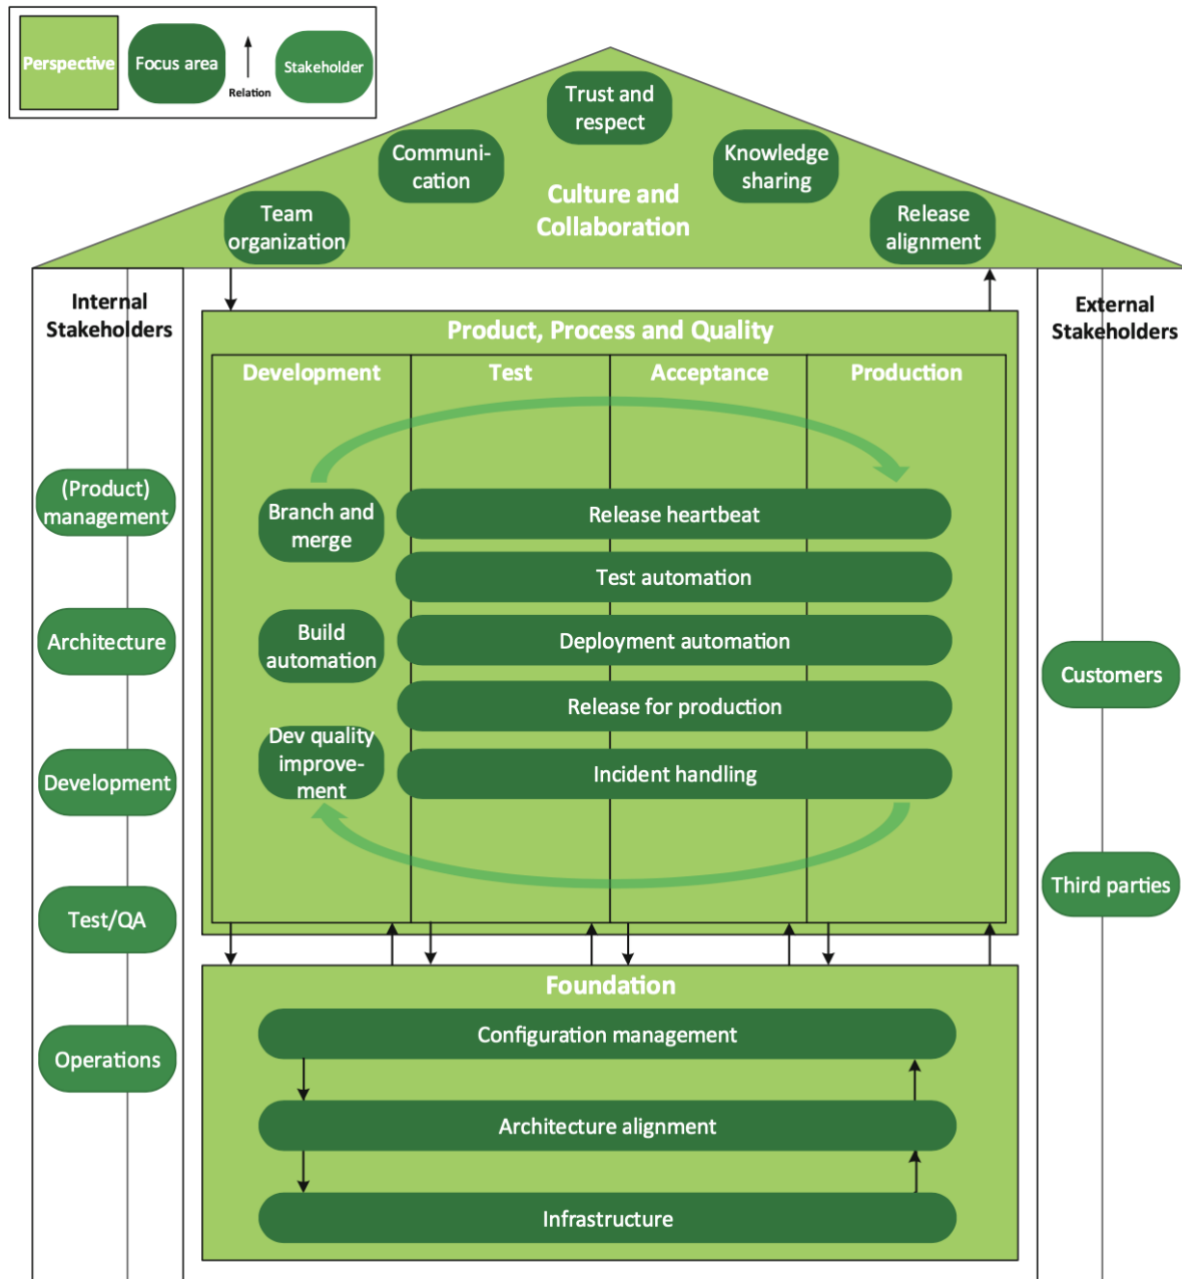 Perspective
Focus area
Relation
Stakeholder
Trust and
respect
Communi-
cation
Knowledge
sharing
Culture and
Collaboration
Team
organization
Release
alignment
Internal
Stakeholders
External
Stakeholders
Product, Process and Quality
Development
Test
Acceptance
Production
(Product)
management
Architecture
Development
Test/QA
Operations
Branch and
merge
Build
automation
Dev quality
improve-
ment
Release heartbeat
Test automation
Deployment automation
Release for production
Incident handling
Customers
Third parties
Foundation
Configuration management
Architecture alignment
Infrastructure